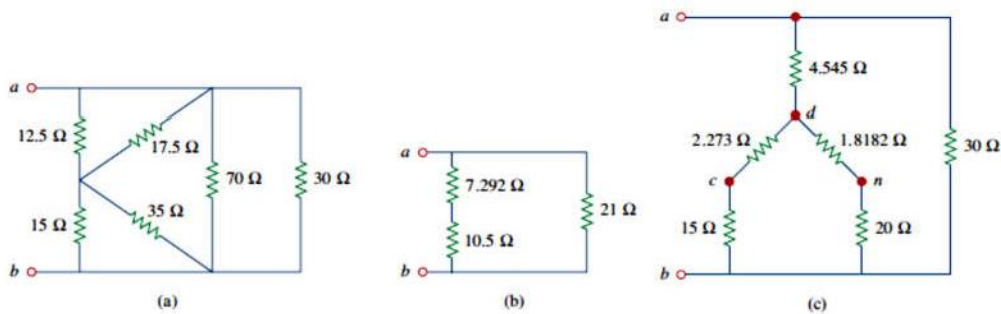 a
12.5 Ω
17.5 Ω
70 Ω
30 Ω
15 Ω
35 Ω
b
(a)
a
7.292 Ω
21 Ω
10.5 Ω
b
(b)
a
4.545 Ω
d
2.273 Ω
1.8182 Ω
30 Ω
c
n
15 Ω
20 Ω
b
(c)